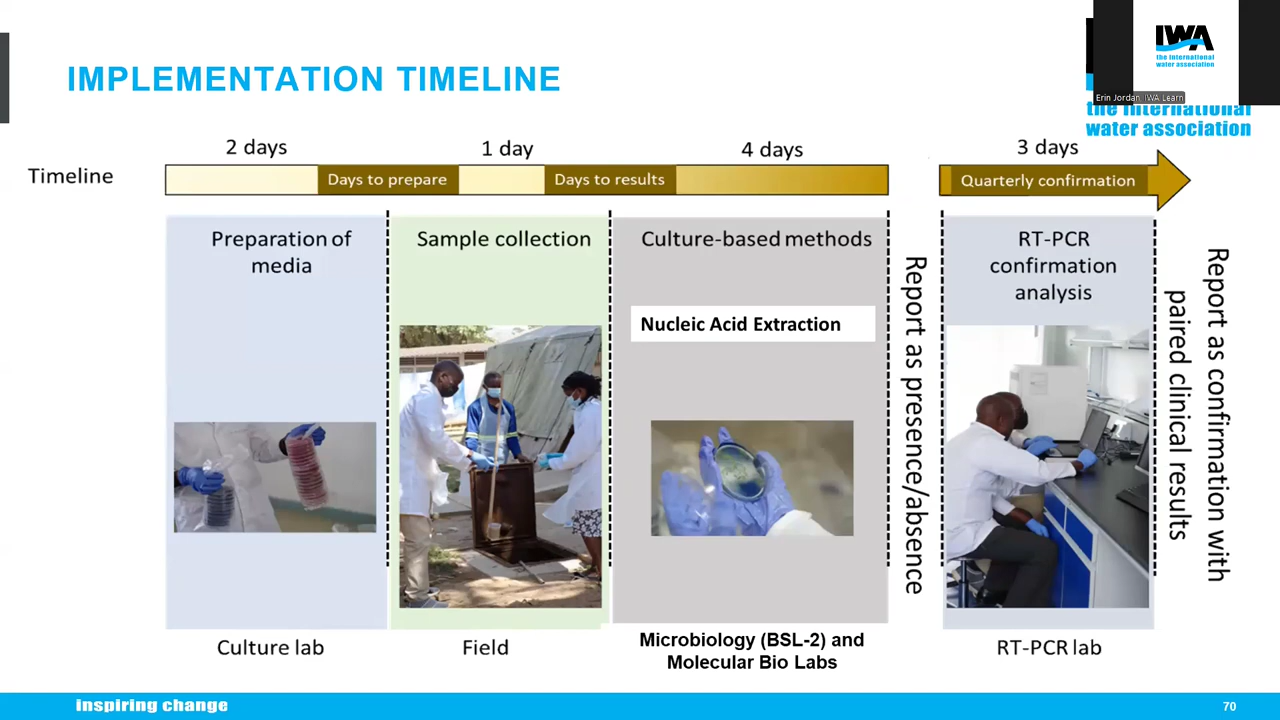 IWA
the international
water association
Erin Jordan, IWA Learn
the international
water association
IMPLEMENTATION TIMELINE
2 days
1 day
4 days
3 days
Timeline
Days to prepare
Days to results
Quarterly confirmation
Preparation of
media
Sample collection
Culture-based methods
Nucleic Acid Extraction
Report as presence/absence
RT-PCR
confirmation
analysis
Report as confirmation with
paired clinical results
Culture lab
Field
Microbiology (BSL-2) and
Molecular Bio Labs
RT-PCR lab
inspiring change
70